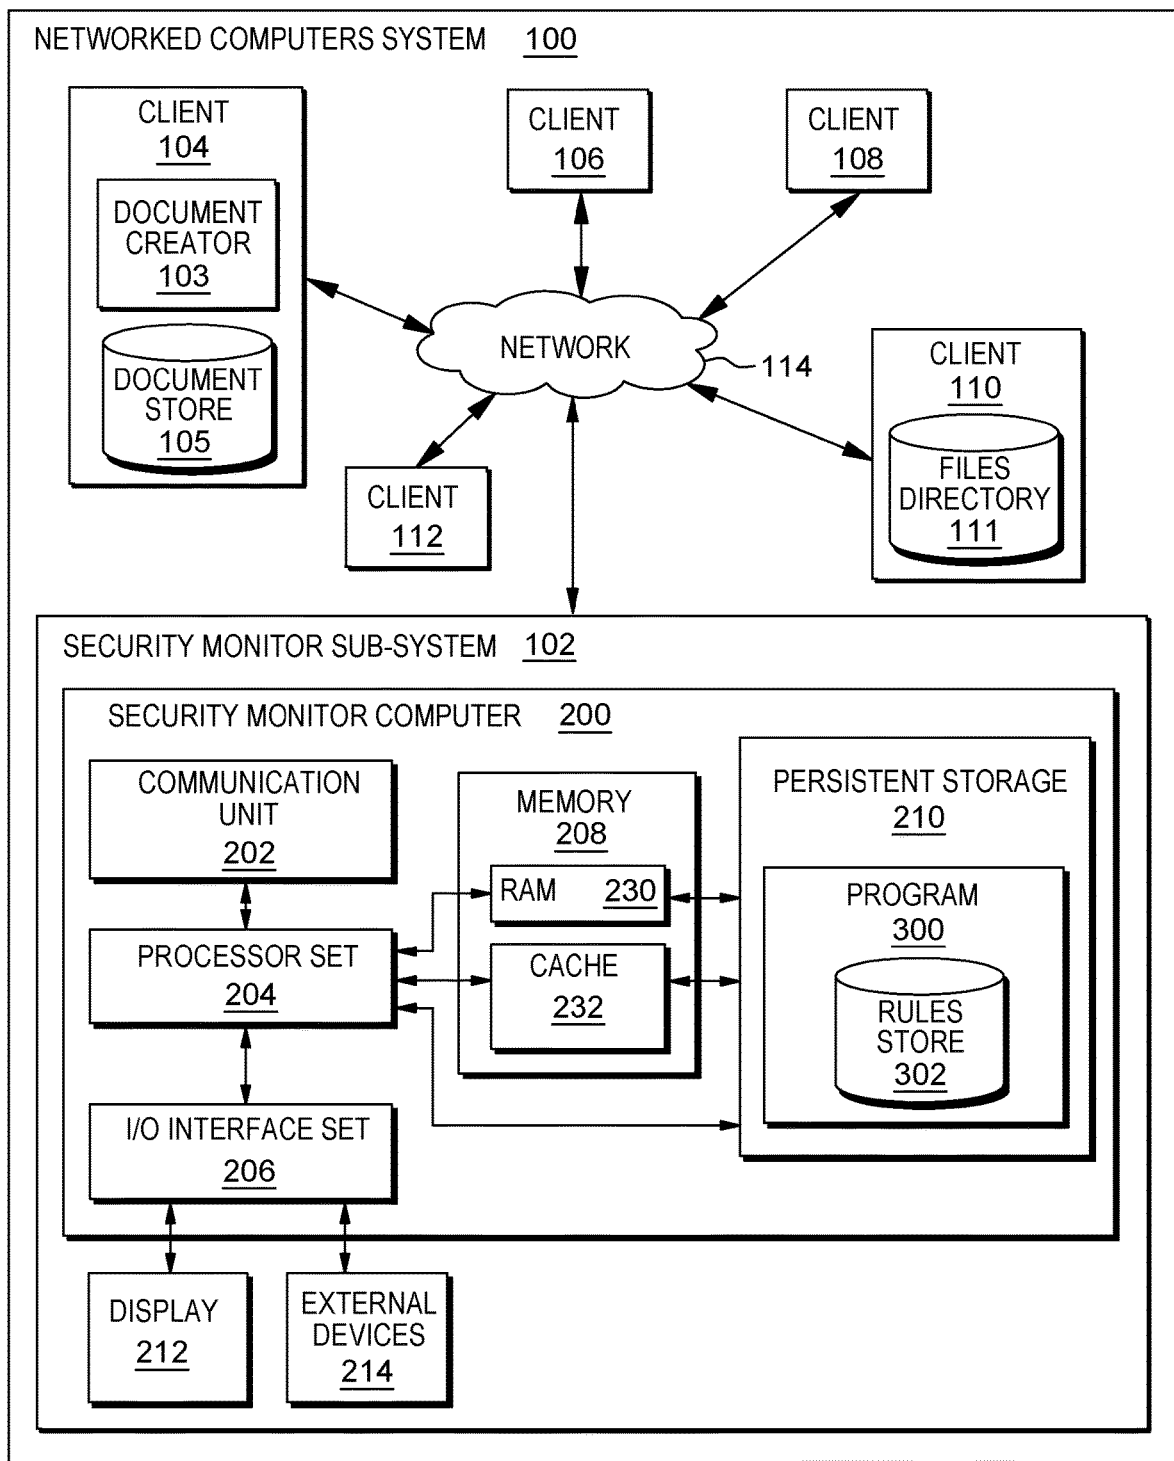 NETWORKED COMPUTERS SYSTEM 100
CLIENT
104
DOCUMENT
CREATOR
103
DOCUMENT
STORE
105
CLIENT
106
CLIENT
108
NETWORK
114
CLIENT
110
FILES
DIRECTORY
111
CLIENT
112
SECURITY MONITOR SUB-SYSTEM 102
SECURITY MONITOR COMPUTER 200
COMMUNICATION
UNIT
202
PROCESSOR SET
204
I/O INTERFACE SET
206
MEMORY
208
RAM 230
CACHE
232
PERSISTENT STORAGE
210
PROGRAM
300
RULES
STORE
302
DISPLAY
212
EXTERNAL
DEVICES
214